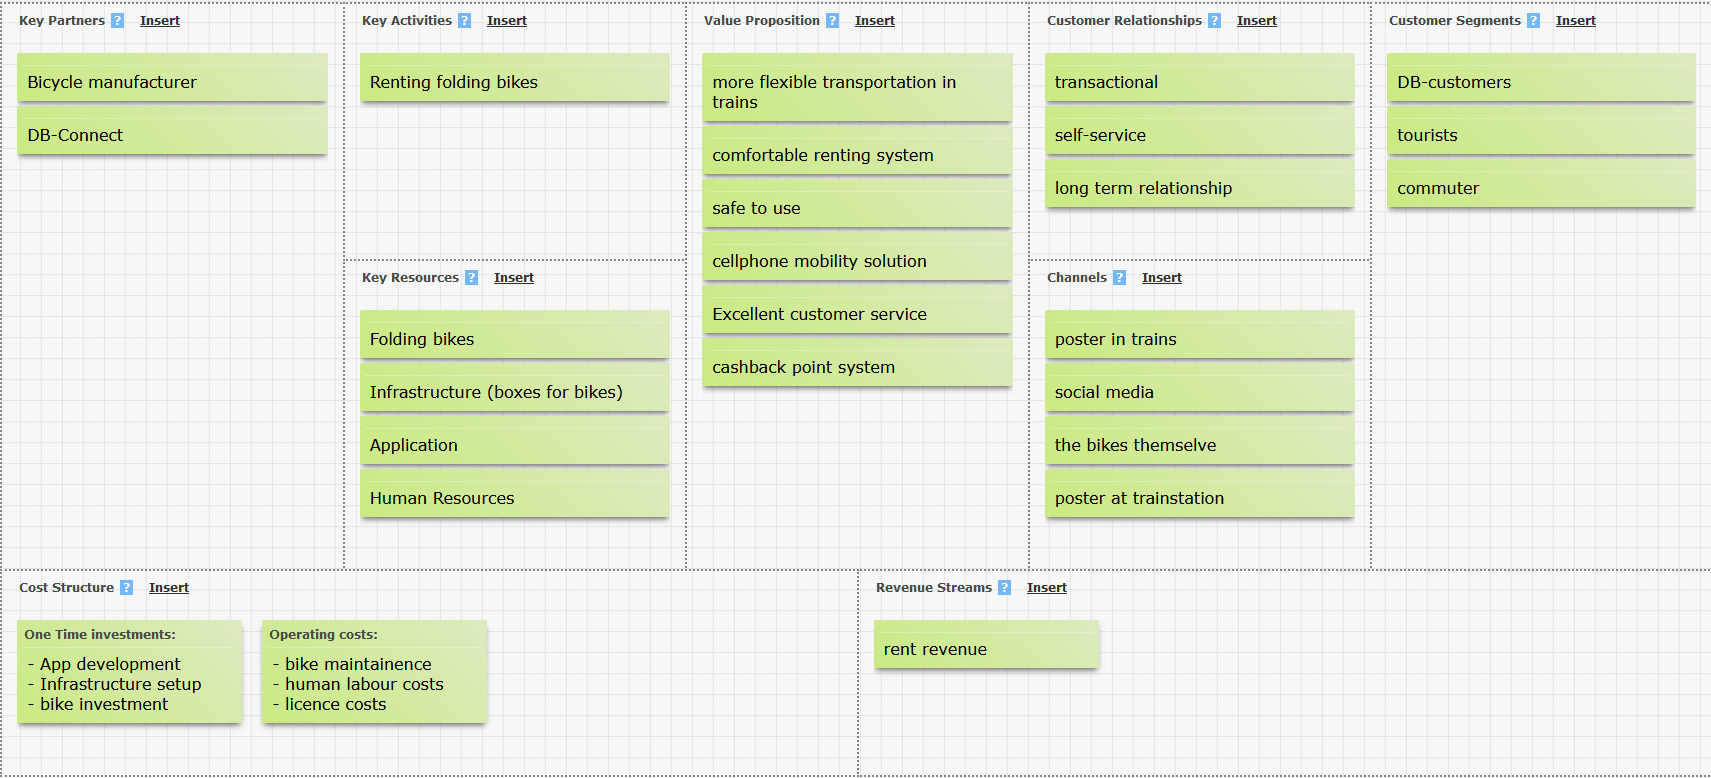 Key Partners ? Insert
Bicycle manufacturer
DB-Connect
Key Activities ? Insert
Renting folding bikes
Key Resources ? Insert
Folding bikes
Infrastructure (boxes for bikes)
Application
Human Resources
Value Proposition ? Insert
more flexible transportation in
trains
comfortable renting system
safe to use
cellphone mobility solution
Excellent customer service
cashback point system
Customer Relationships ? Insert
transactional
self-service
long term relationship
Channels ? Insert
poster in trains
social media
the bikes themselve
poster at trainstation
Customer Segments ? Insert
DB-customers
tourists
commuter
Cost Structure ? Insert
One Time investments:
- App development
- Infrastructure setup
- bike investment
Operating costs:
- bike maintainence
- human labour costs
- licence costs
Revenue Streams ? Insert
rent revenue